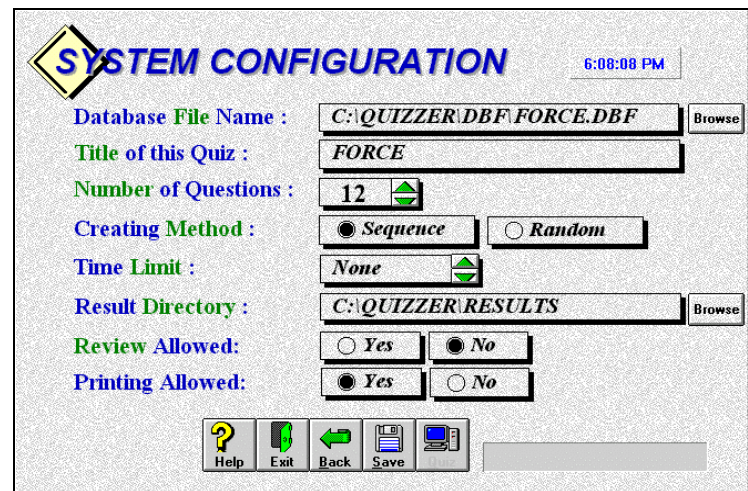 SYSTEM CONFIGURATION
6:08:08 PM
Database File Name :
C:\QUIZZER\DBF\FORCE.DBF
Browse
Title of this Quiz :
FORCE
Number of Questions :
12
Creating Method :
Sequence
Random
Time Limit :
None
Result Directory :
C:\QUIZZER\RESULTS
Browse
Review Allowed:
Yes
No
Printing Allowed:
Yes
No
Help
Exit
Back
Save
Quiz